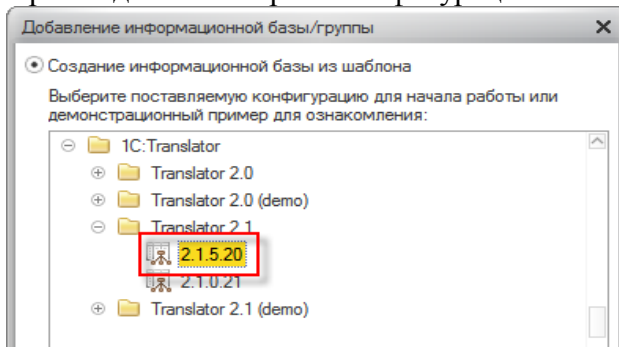 Добавление информационной базы/группы
Создание информационной базы из шаблона
Выберите поставляемую конфигурацию для начала работы или
демонстрационный пример для ознакомления:
1C:Translator
Translator 2.0
Translator 2.0 (demo)
Translator 2.1
2.1.5.20
2.1.0.21
Translator 2.1 (demo)